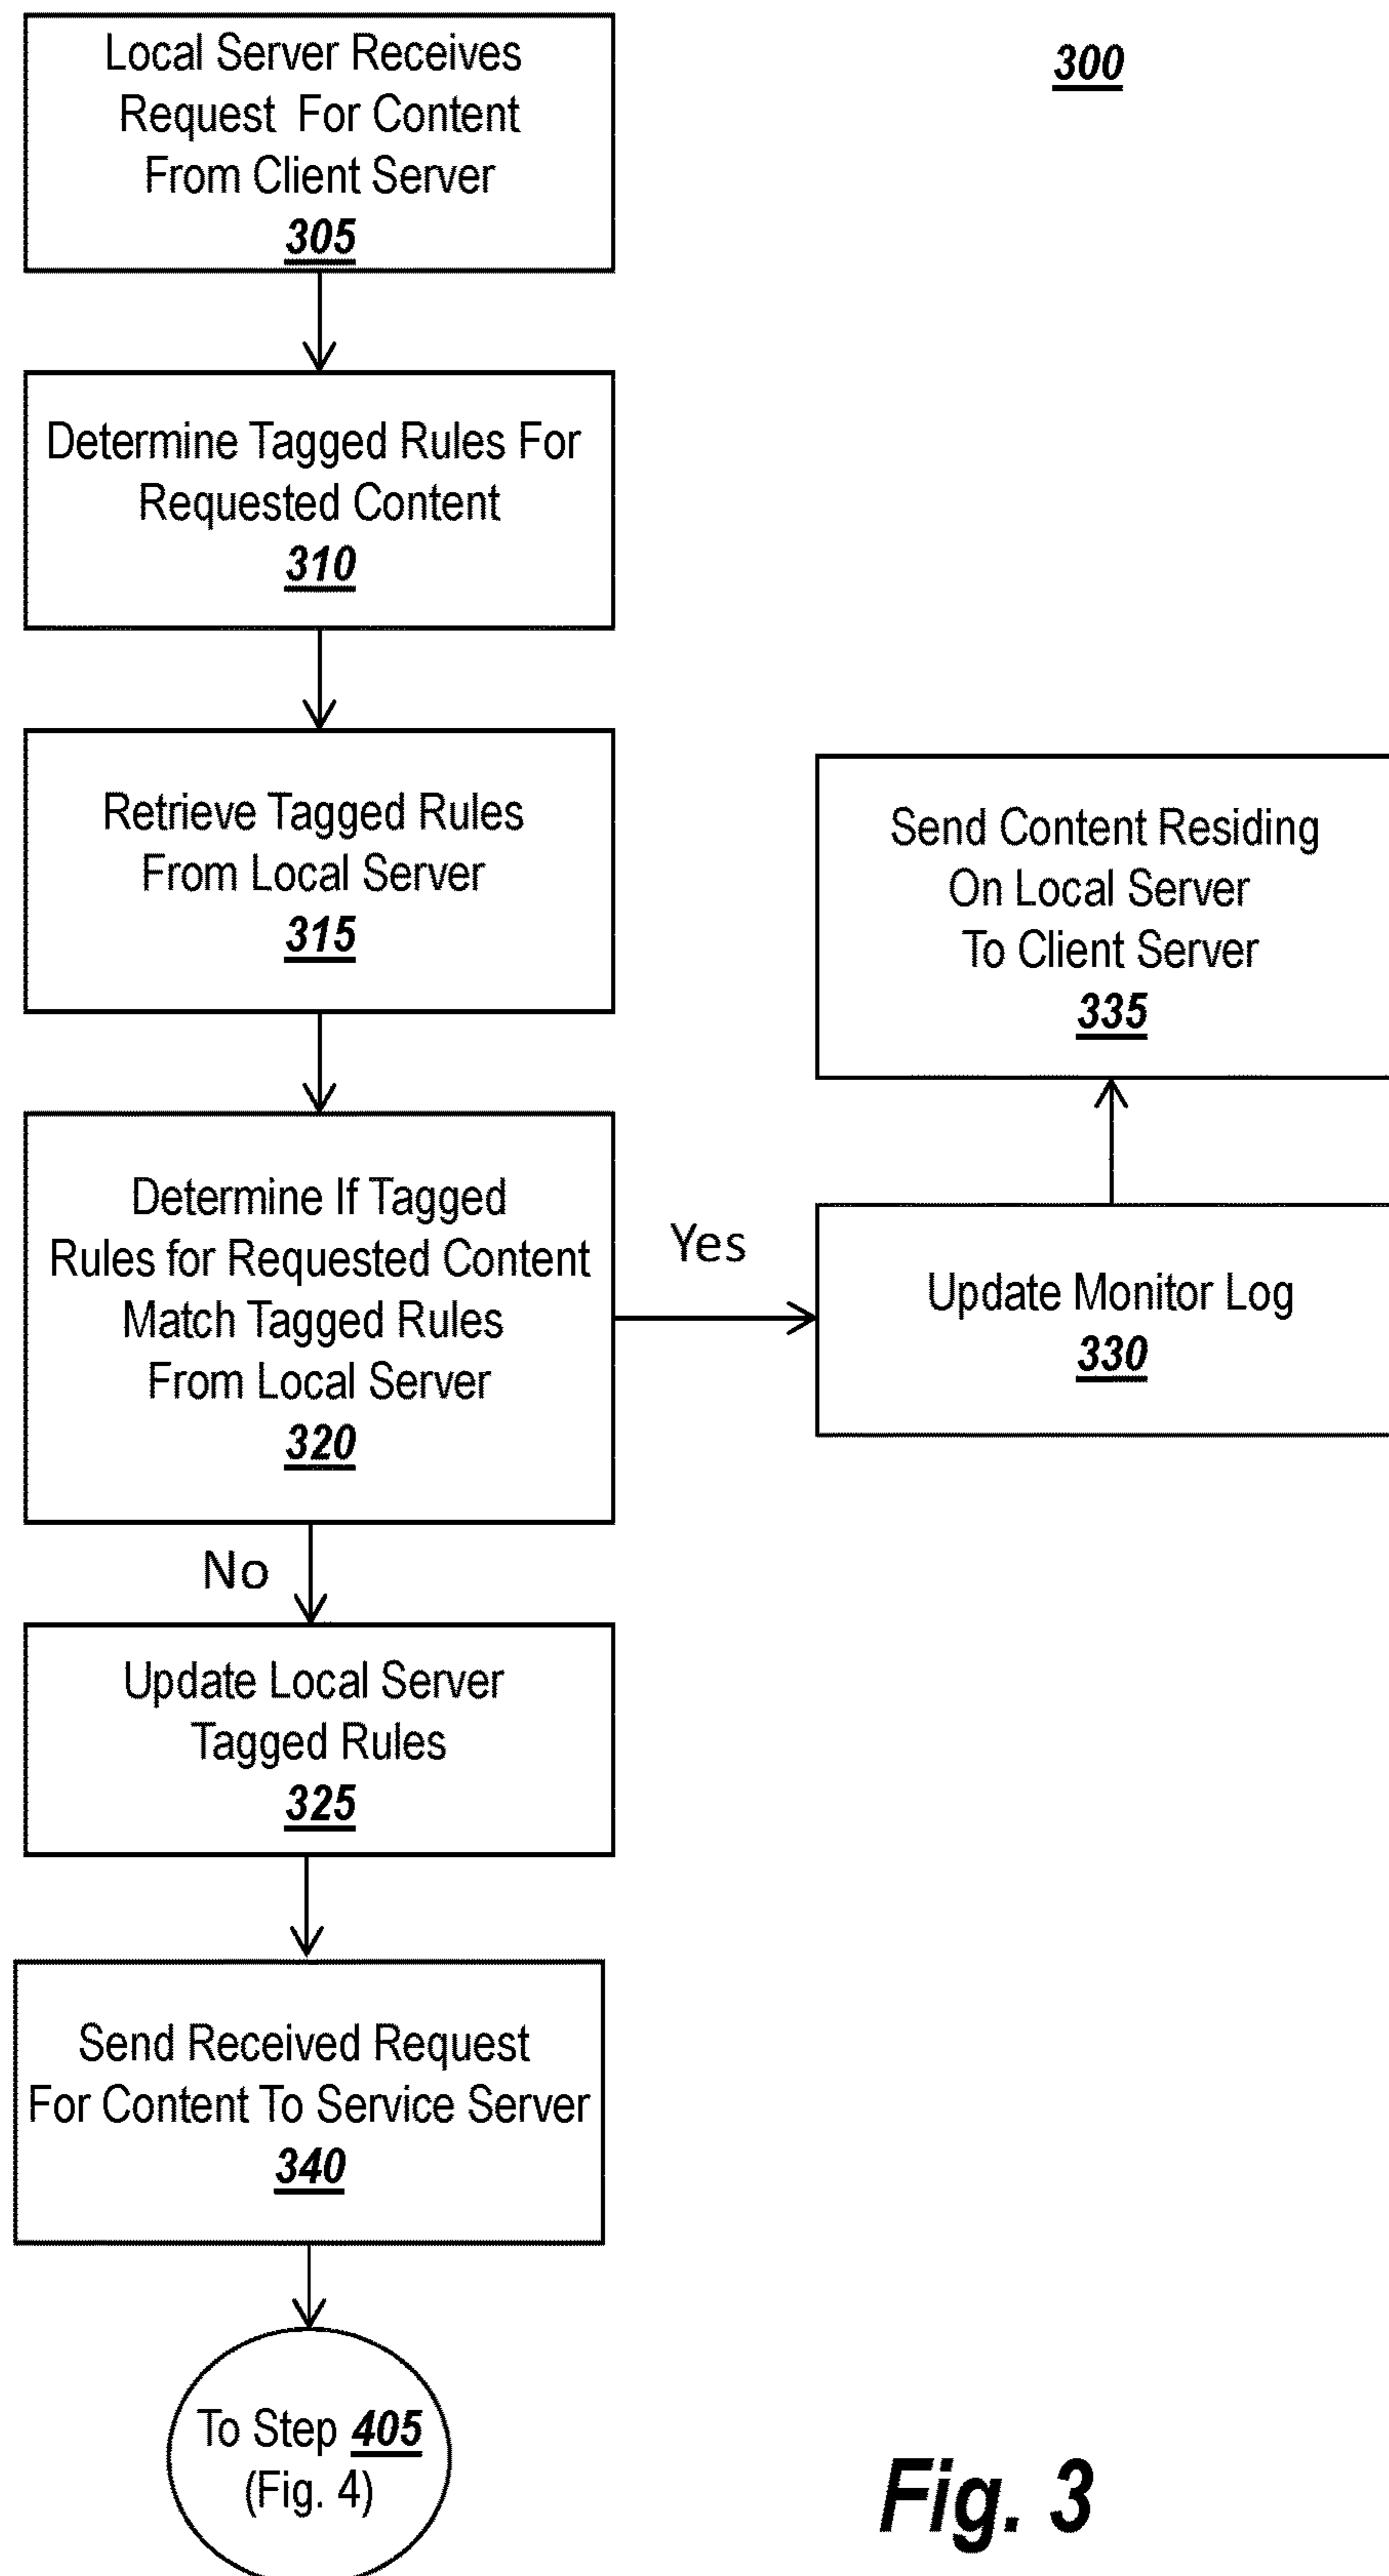 Local Server Receives
Request For Content
From Client Server
305
300
Determine Tagged Rules For
Requested Content
310
Retrieve Tagged Rules
From Local Server
315
Send Content Residing
On Local Server
To Client Server
335
Determine If Tagged
Rules for Requested Content
Match Tagged Rules
From Local Server
320
Yes
Update Monitor Log
330
No
Update Local Server
Tagged Rules
325
Send Received Request
For Content To Service Server
340
To Step 405
(Fig. 4)
Fig. 3